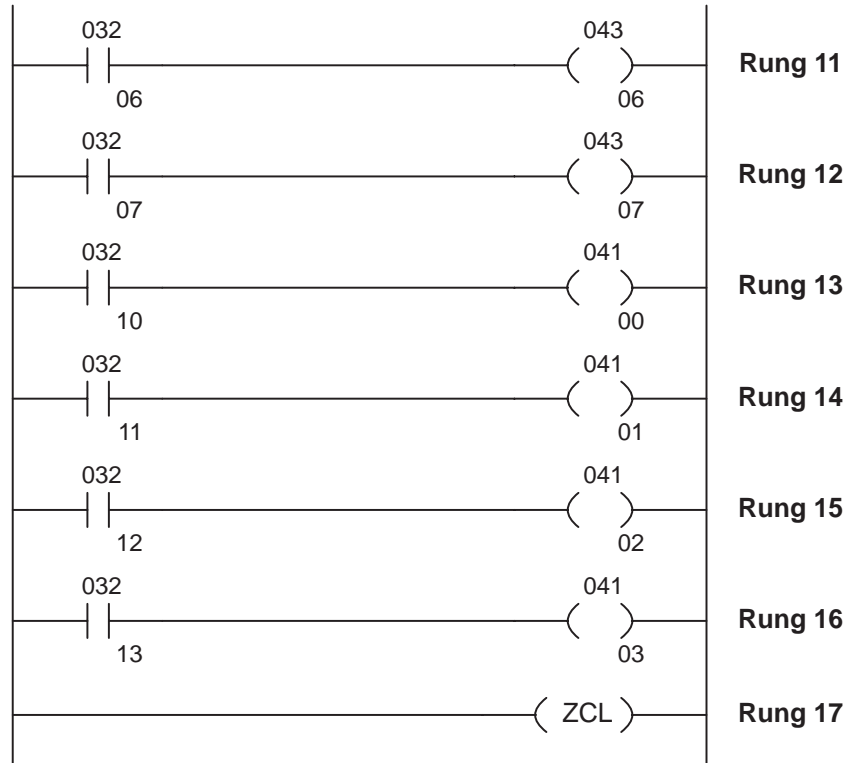 032 043
Rung 11
06 06
032 043
Rung 12
07 07
032 041
Rung 13
10 00
032 041
Rung 14
11 01
032 041
Rung 15
12 02
032 041
Rung 16
13 03
ZCL Rung 17